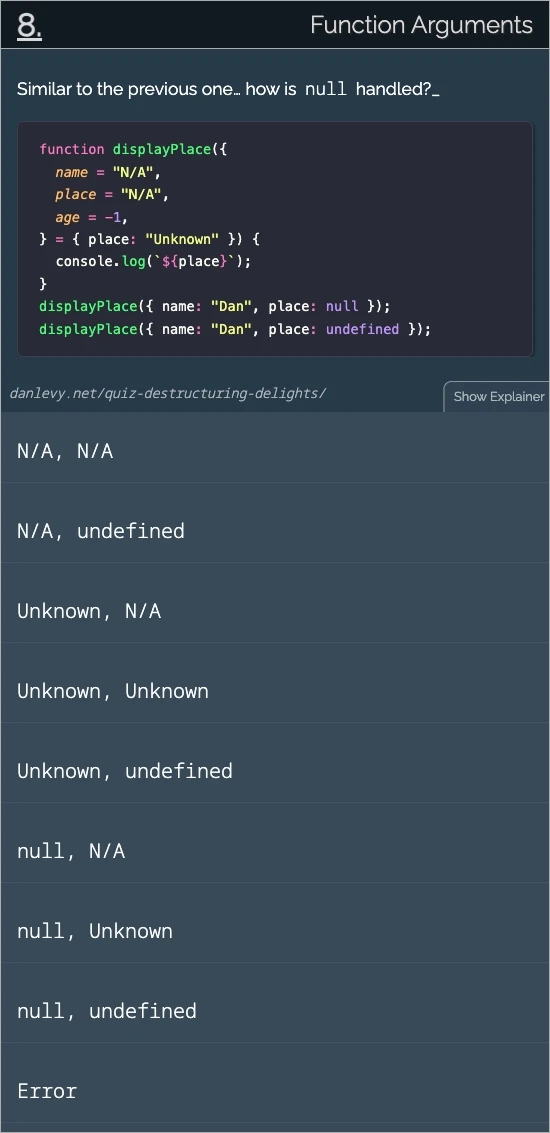 8.
Function Arguments
Similar to the previous one… how is null handled?_
function displayPlace({
  name = "N/A",
  place = "N/A",
  age = -1,
} = { place: "Unknown" }) {
  console.log(`${place}`);
}
displayPlace({ name: "Dan", place: null });
displayPlace({ name: "Dan", place: undefined });
danlevy.net/quiz-destructuring-delights/
Show Explainer
N/A, N/A
N/A, undefined
Unknown, N/A
Unknown, Unknown
Unknown, undefined
null, N/A
null, Unknown
null, undefined
Error